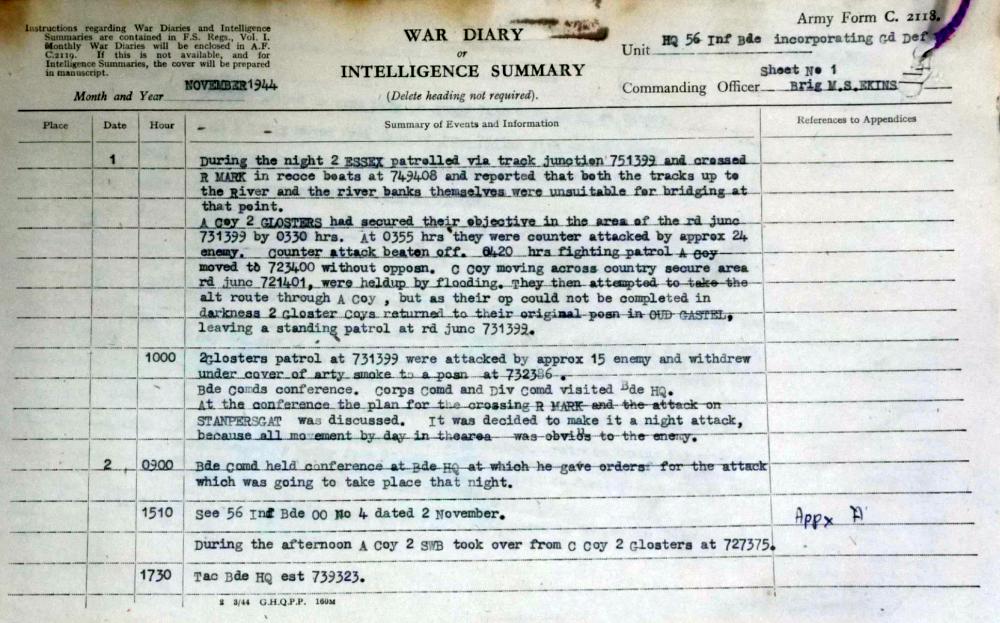 Army Form C. 2118.
Instructions regarding War Diaries and Intelligence
Summaries are contained in F.S. Regs., Vol. I.
Monthly War Diaries will be enclosed in A.F.
C.2119. If this is not available, and for
Intelligence Summaries, the cover will be prepared
in manuscript.
WAR DIARY
or
INTELLIGENCE SUMMARY
(Delete heading not required).
Month and Year NOVEMBER1944
Unit HQ 56 Inf Bde incorporating Gd Def
Sheet No 1
Commanding Officer Brig M.S.EKINS
Place Date Hour Summary of Events and Information References to Appendices
1 During the night 2 ESSEX patrolled via track junction 751399 and crossed
R MARK in recce boats at 749408 and reported that both the tracks up to
the River and the river banks themselves were unsuitable for bridging at
that point.
A Coy 2 GLOSTERS had secured their objective in the area of the rd junc
731399 by 0330 hrs. At 0355 hrs they were counter attacked by approx 24
enemy. Counter attack beaten off. 0420 hrs fighting patrol A Coy
moved to 723400 without opposn. C Coy moving across country secure area
rd junc 721401, were heldup by flooding. They then attempted to take the
alt route through A Coy , but as their op could not be completed in
darkness 2 Gloster Coys returned to their original posn in OUD GASTEL,
leaving a standing patrol at rd junc 731399.
1000 2Glosters patrol at 731399 were attacked by approx 15 enemy and withdrew
under cover of arty smoke to a posn at 732386 .
Bde Comds conference. Corps Comd and Div Comd visited Bde HQ.
At the conference the plan for the crossing R MARK and the attack on
STANPERSGAT was discussed. It was decided to make it a night attack,
because all movement by day in thearea was obvious to the enemy.
2 0900 Bde Comd held conference at Bde HQ at which he gave orders for the attack
which was going to take place that night.
1510 See 56 Inf Bde OO No 4 dated 2 November. Appx A
During the afternoon A Coy 2 SWB took over from C Coy 2 Glosters at 727375.
1730 Tac Bde HQ est 739323.
S 3/44 G.H.Q.P.P. 160M